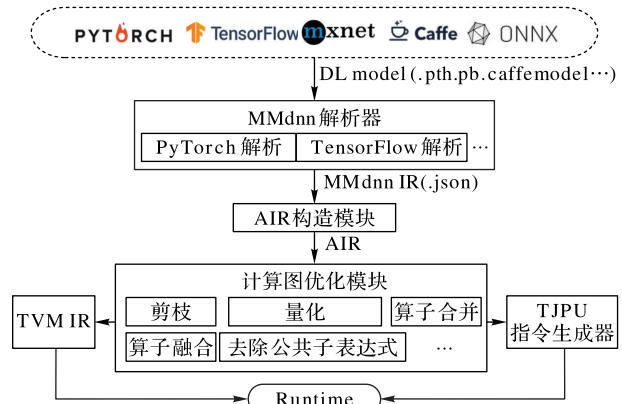 PYTORCH TensorFlow mxnet Caffe ONNX
DL model(.pth.pb.caffemodel…)
MMdnn解析器
PyTorch解析 TensorFlow解析 …
MMdnn IR(.json)
AIR构造模块
AIR
计算图优化模块
剪枝 量化 算子合并
TVM IR
TJPU
指令生成器
算子融合 去除公共子表达式 …
Runtime